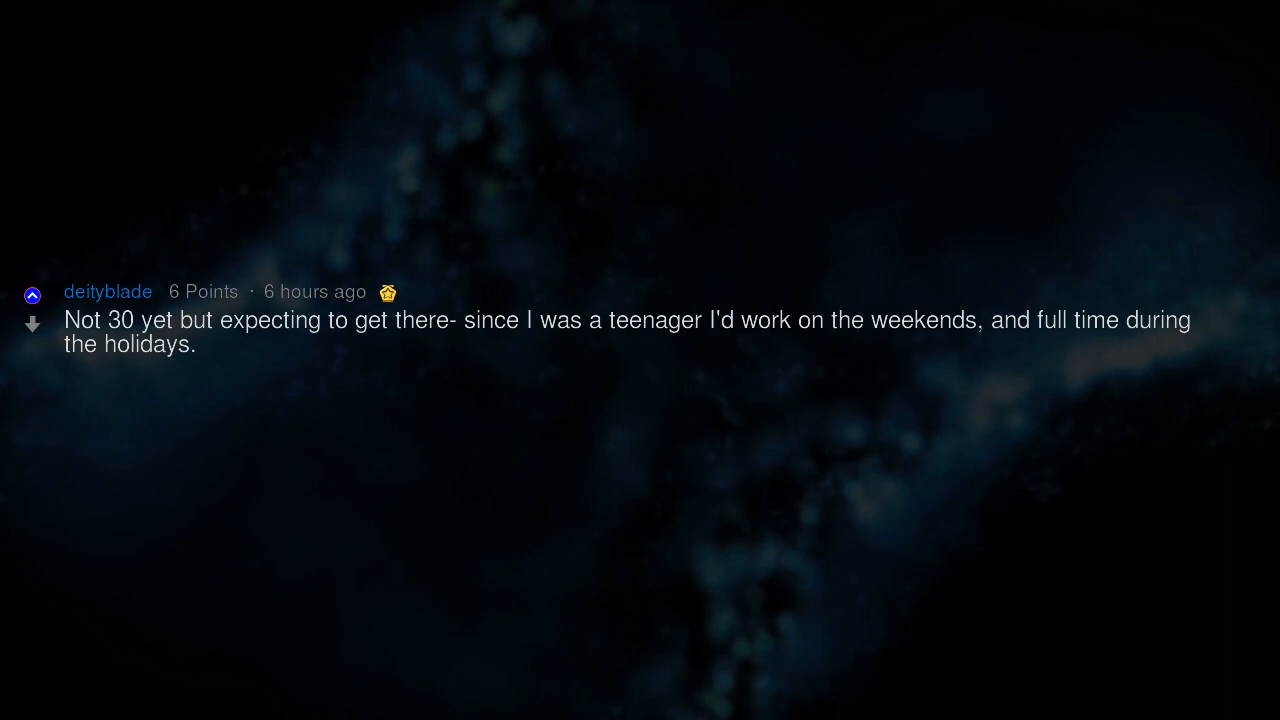 deityblade 6 Points · 6 hours ago
Not 30 yet but expecting to get there- since I was a teenager I'd work on the weekends, and full time during
the holidays.